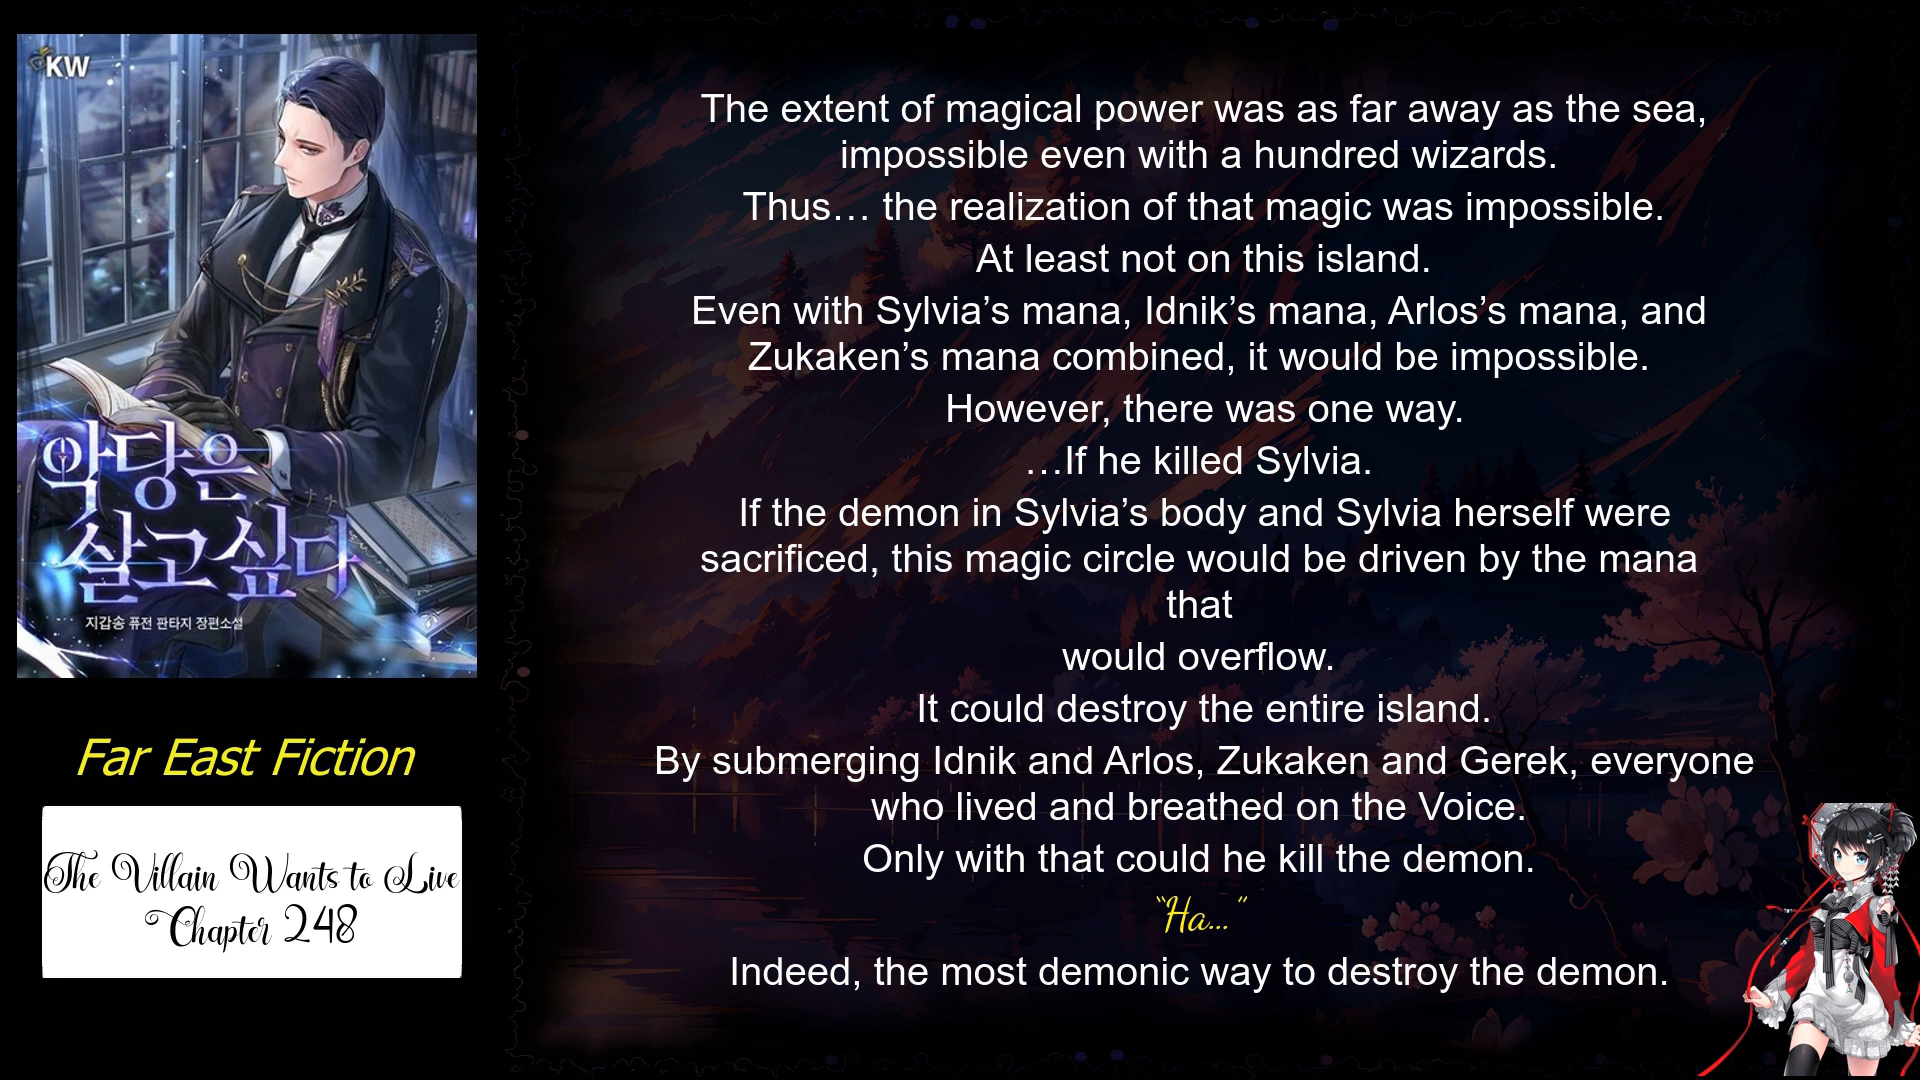 KW
악당은
살고싶다
지갑송 퓨전 판타지 장편소설
Far East Fiction
The Villain Wants to Live
Chapter 248
The extent of magical power was as far away as the sea,
impossible even with a hundred wizards.
Thus… the realization of that magic was impossible.
At least not on this island.
Even with Sylvia’s mana, Idnik’s mana, Arlos’s mana, and
Zukaken’s mana combined, it would be impossible.
However, there was one way.
…If he killed Sylvia.
If the demon in Sylvia’s body and Sylvia herself were
sacrificed, this magic circle would be driven by the mana
that
would overflow.
It could destroy the entire island.
By submerging Idnik and Arlos, Zukaken and Gerek, everyone
who lived and breathed on the Voice.
Only with that could he kill the demon.
“Ha…”
Indeed, the most demonic way to destroy the demon.